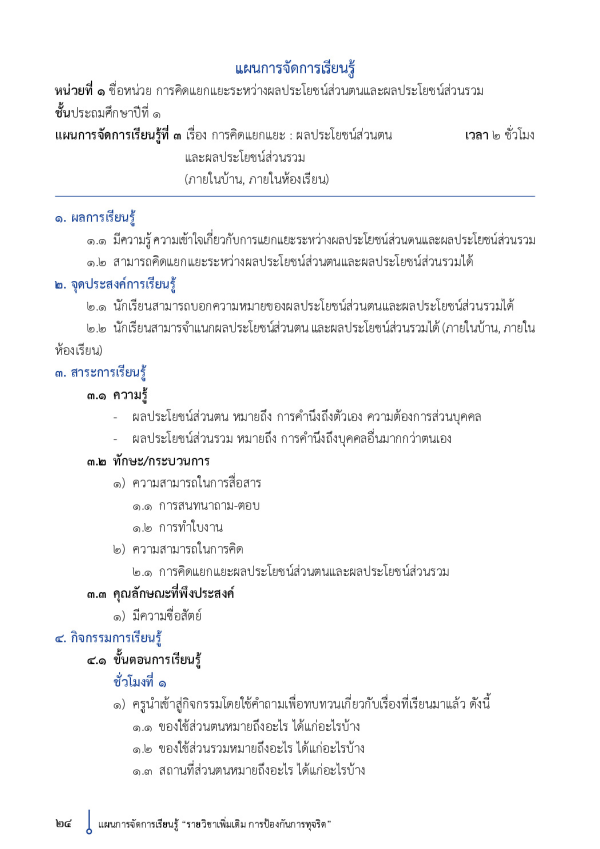 แผนการจัดการเรียนรู้
หน่วยที่ ๑ ชื่อหน่วย การคิดแยกแยะระหว่างผลประโยชน์ส่วนตนและผลประโยชน์ส่วนรวม
ชั้นประถมศึกษาปีที่ ๑
แผนการจัดการเรียนรู้ที่ ๓ เรื่อง การคิดแยกแยะ : ผลประโยชน์ส่วนตน เวลา ๒ ชั่วโมง
และผลประโยชน์ส่วนรวม
(ภายในบ้าน, ภายในห้องเรียน)
๑. ผลการเรียนรู้
๑.๑ มีความรู้ ความเข้าใจเกี่ยวกับการแยกแยะระหว่างผลประโยชน์ส่วนตนและผลประโยชน์ส่วนรวม
๑.๒ สามารถคิดแยกแยะระหว่างผลประโยชน์ส่วนตนและผลประโยชน์ส่วนรวมได้
๒. จุดประสงค์การเรียนรู้
๒.๑ นักเรียนสามารถบอกความหมายของผลประโยชน์ส่วนตนและผลประโยชน์ส่วนรวมได้
๒.๒ นักเรียนสามารจำแนกผลประโยชน์ส่วนตน และผลประโยชน์ส่วนรวมได้ (ภายในบ้าน, ภายใน
ห้องเรียน)
๓. สาระการเรียนรู้
๓.๑ ความรู้
- ผลประโยชน์ส่วนตน หมายถึง การคำนึงถึงตัวเอง ความต้องการส่วนบุคคล
- ผลประโยชน์ส่วนรวม หมายถึง การคำนึงถึงบุคคลอื่นมากกว่าตนเอง
๓.๒ ทักษะ/กระบวนการ
๑) ความสามารถในการสื่อสาร
๑.๑ การสนทนาถาม-ตอบ
๑.๒ การทำใบงาน
๒) ความสามารถในการคิด
๒.๑ การคิดแยกแยะผลประโยชน์ส่วนตนและผลประโยชน์ส่วนรวม
๓.๓ คุณลักษณะที่พึงประสงค์
๑) มีความซื่อสัตย์
๔. กิจกรรมการเรียนรู้
๔.๑ ขั้นตอนการเรียนรู้
ชั่วโมงที่ ๑
๑) ครูนำเข้าสู่กิจกรรมโดยใช้คำถามเพื่อทบทวนเกี่ยวกับเรื่องที่เรียนมาแล้ว ดังนี้
๑.๑ ของใช้ส่วนตนหมายถึงอะไร ได้แก่อะไรบ้าง
๑.๒ ของใช้ส่วนรวมหมายถึงอะไร ได้แก่อะไรบ้าง
๑.๓ สถานที่ส่วนตนหมายถึงอะไร ได้แก่อะไรบ้าง
๒๔ แผนการจัดการเรียนรู้ "รายวิชาเพิ่มเติม การป้องกันการทุจริต"